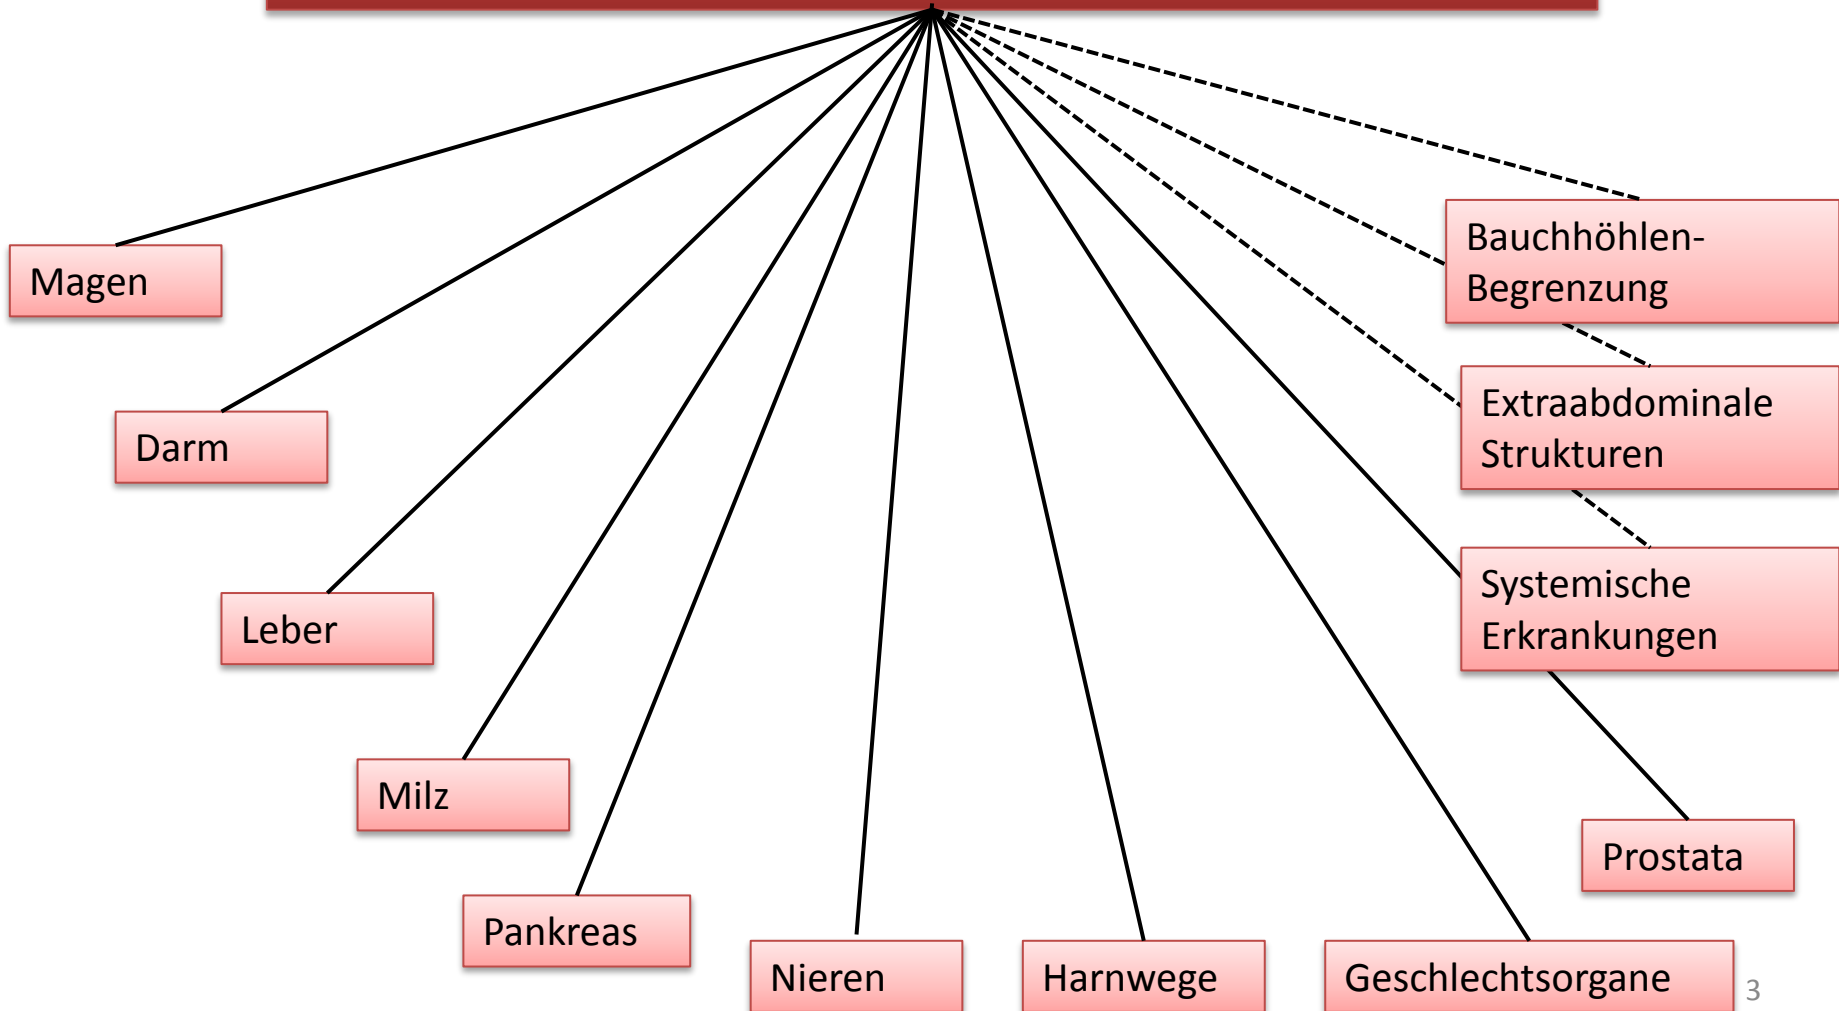 Magen
Darm
Leber
Milz
Pankreas
Nieren
Harnwege
Geschlechtsorgane
Prostata
Bauchhöhlen-
Begrenzung
Extraabdominale
Strukturen
Systemische
Erkrankungen
3